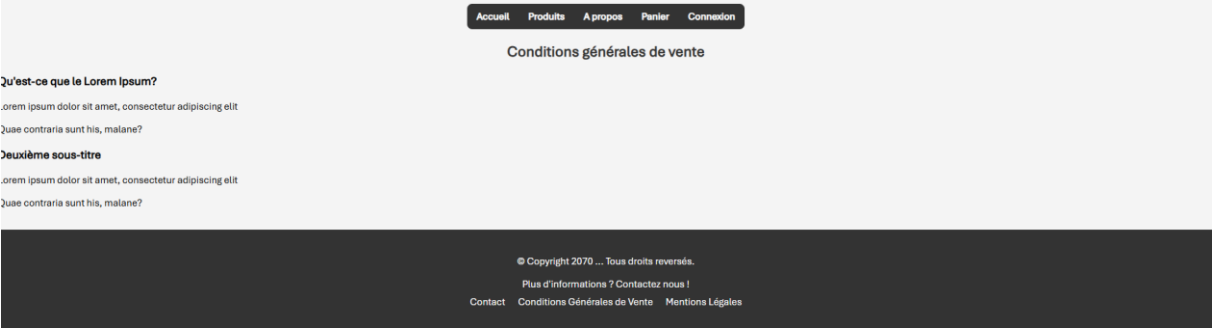 Accueil Produits A propos Panier Connexion
Conditions générales de vente
Qu'est-ce que le Lorem Ipsum?
Lorem ipsum dolor sit amet, consectetur adipiscing elit
Quae contraria sunt his, malane?
Deuxième sous-titre
Lorem ipsum dolor sit amet, consectetur adipiscing elit
Quae contraria sunt his, malane?
© Copyright 2070 ... Tous droits reversés.
Plus d'informations ? Contactez nous !
Contact Conditions Générales de Vente Mentions Légales